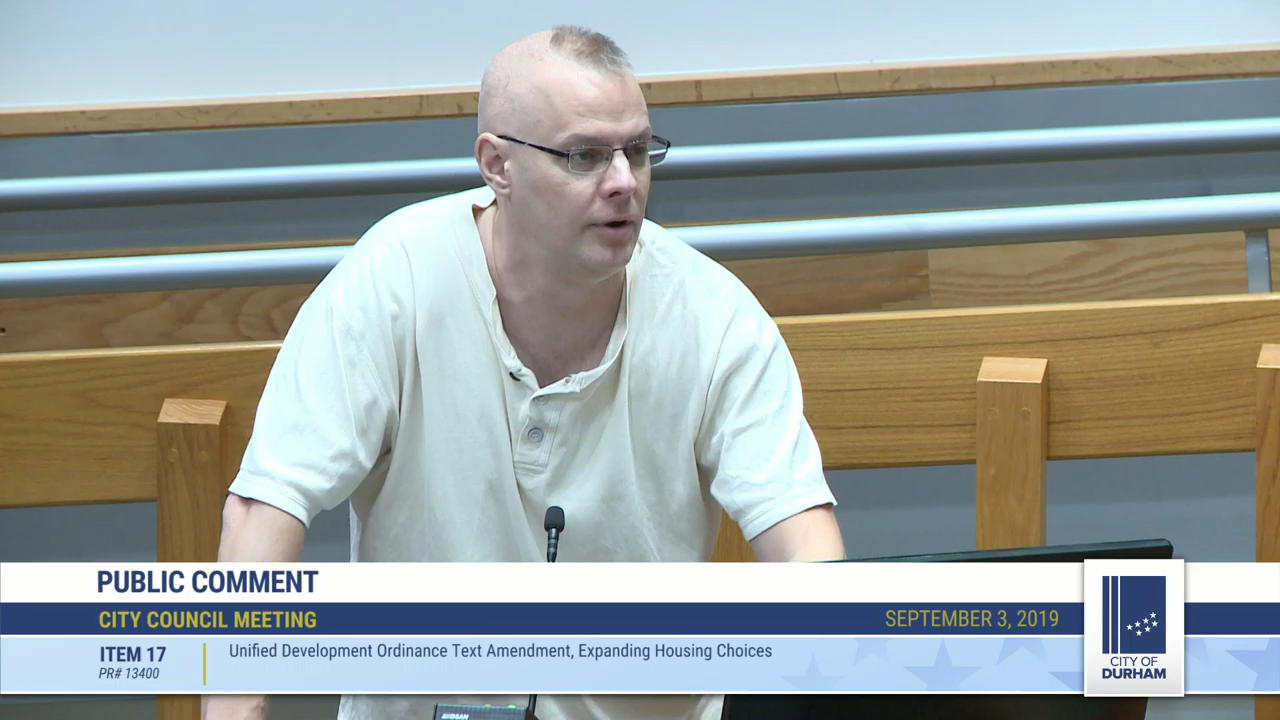 PUBLIC COMMENT
CITY COUNCIL MEETING
SEPTEMBER 3, 2019
ITEM 17
PR# 13400
Unified Development Ordinance Text Amendment, Expanding Housing Choices
CITY OF
DURHAM